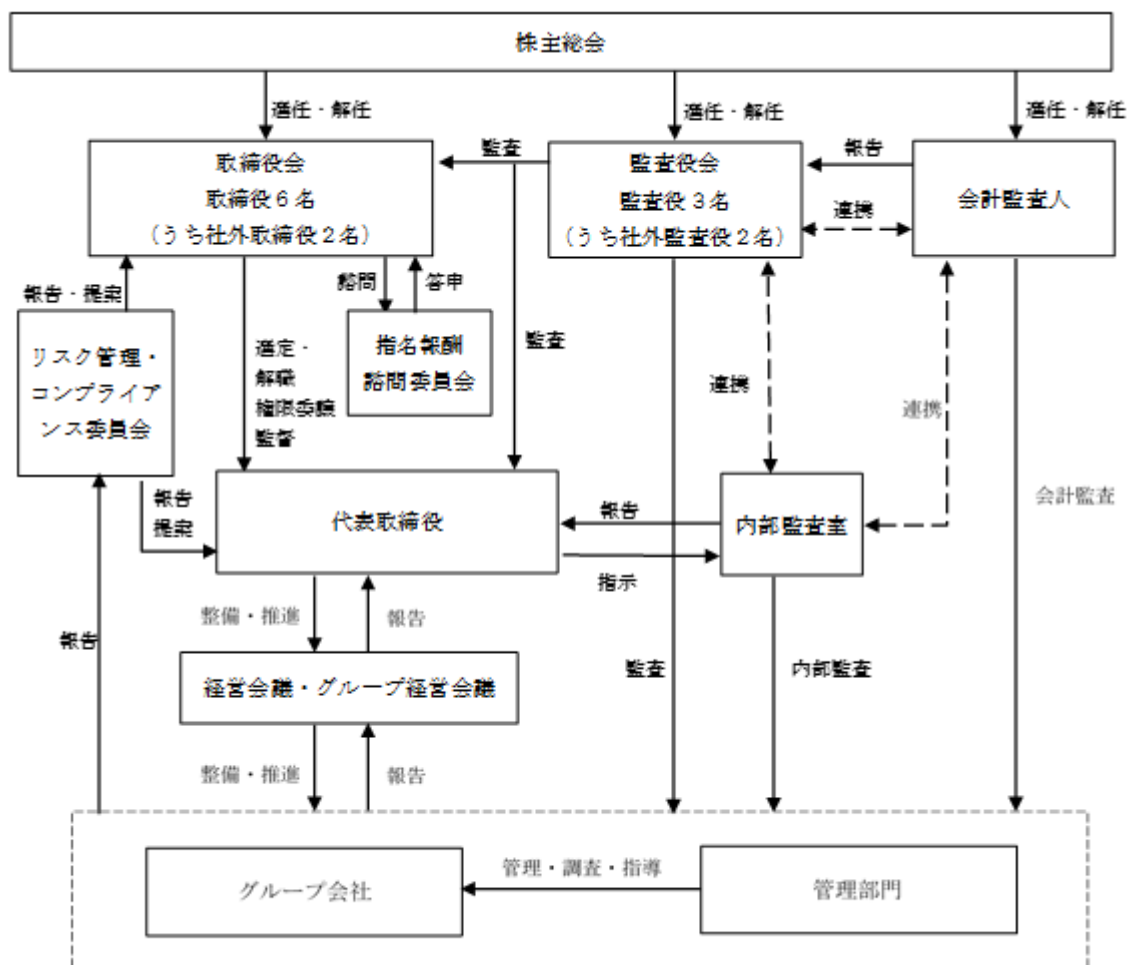 株主総会
選任・解任
選任・解任
選任・解任
取締役会
取締役6名
(うち社外取締役2名)
監査
監査役会
監査役3名
(うち社外監査役2名)
報告
連携
会計監査人
報告・提案
諮問
答申
リスク管理・
コンプライア
ンス委員会
選定・
解職
権限委譲
監督
指名報酬
諮問委員会
監査
連携
連携
会計監査
報告
提案
代表取締役
報告
指示
内部監査室
整備・推進
報告
報告
経営会議・グループ経営会議
監査
内部監査
整備・推進
報告
グループ会社
管理・調査・指導
管理部門